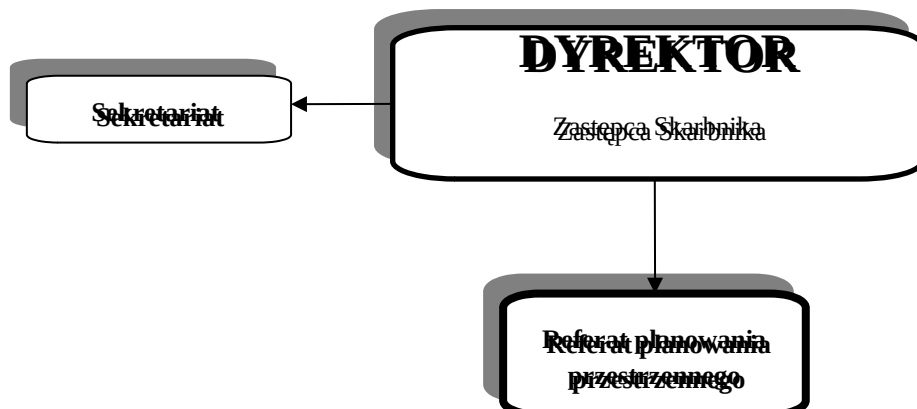 DYREKTOR
Zastępca Skarbnika
Sekretariat
Referat planowania
przestrzennego